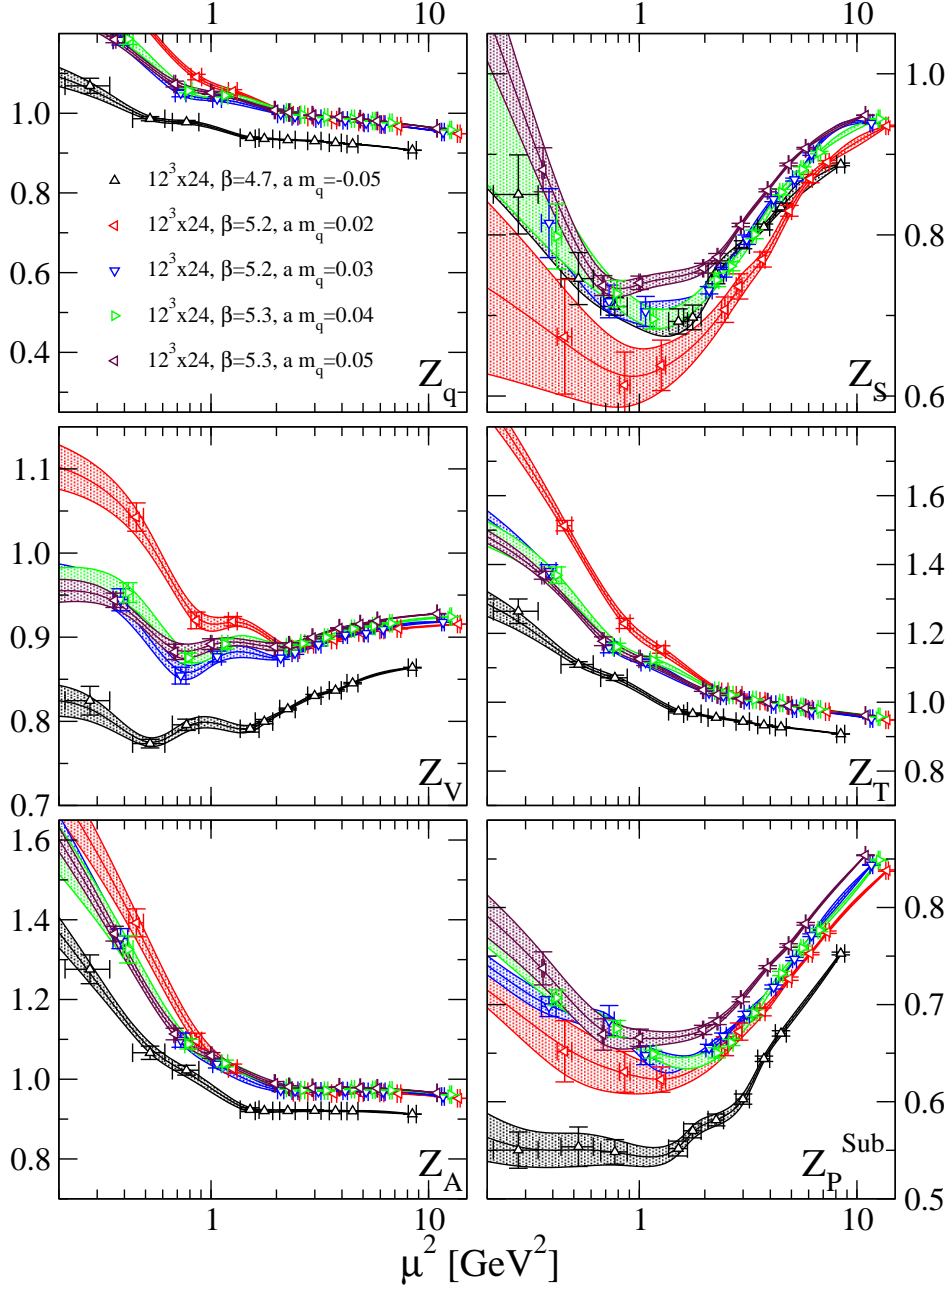 1 10 1 10
1.0
0.8
0.6
0.4
12³x24, β=4.7, a m_q=-0.05
12³x24, β=5.2, a m_q=0.02
12³x24, β=5.2, a m_q=0.03
12³x24, β=5.3, a m_q=0.04
12³x24, β=5.3, a m_q=0.05
Z_q
1.0
0.8
0.6
Z_S
1.1
1.0
0.9
0.8
0.7
Z_V
1.6
1.4
1.2
1.0
0.8
Z_T
1.6
1.4
1.2
1.0
0.8
Z_A
0.8
0.7
0.6
0.5
Z_P^Sub
1 10 1 10
μ² [GeV²]